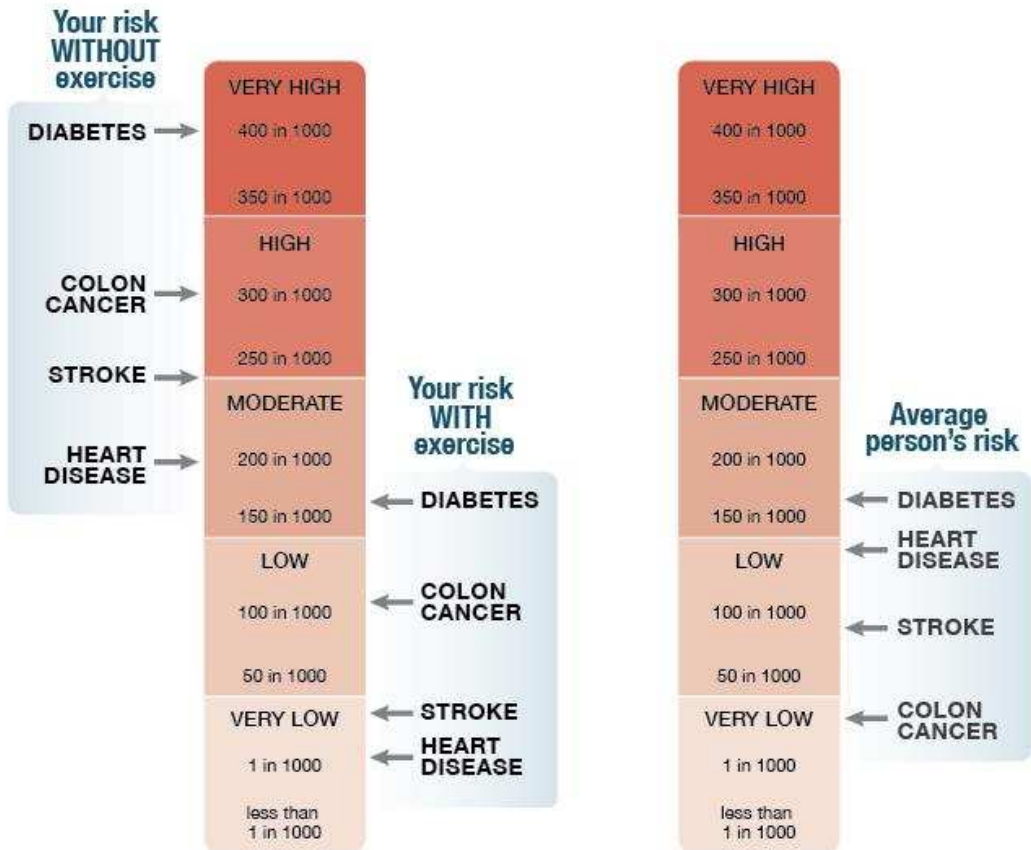 Your risk
WITHOUT
exercise
DIABETES
COLON
CANCER
STROKE
HEART
DISEASE
VERY HIGH
400 in 1000
350 in 1000
HIGH
300 in 1000
250 in 1000
MODERATE
200 in 1000
150 in 1000
LOW
100 in 1000
50 in 1000
VERY LOW
1 in 1000
less than
1 in 1000
Your risk
WITH
exercise
DIABETES
COLON
CANCER
STROKE
HEART
DISEASE
VERY HIGH
400 in 1000
350 in 1000
HIGH
300 in 1000
250 in 1000
MODERATE
200 in 1000
150 in 1000
LOW
100 in 1000
50 in 1000
VERY LOW
1 in 1000
less than
1 in 1000
Average
person's risk
DIABETES
HEART
DISEASE
STROKE
COLON
CANCER